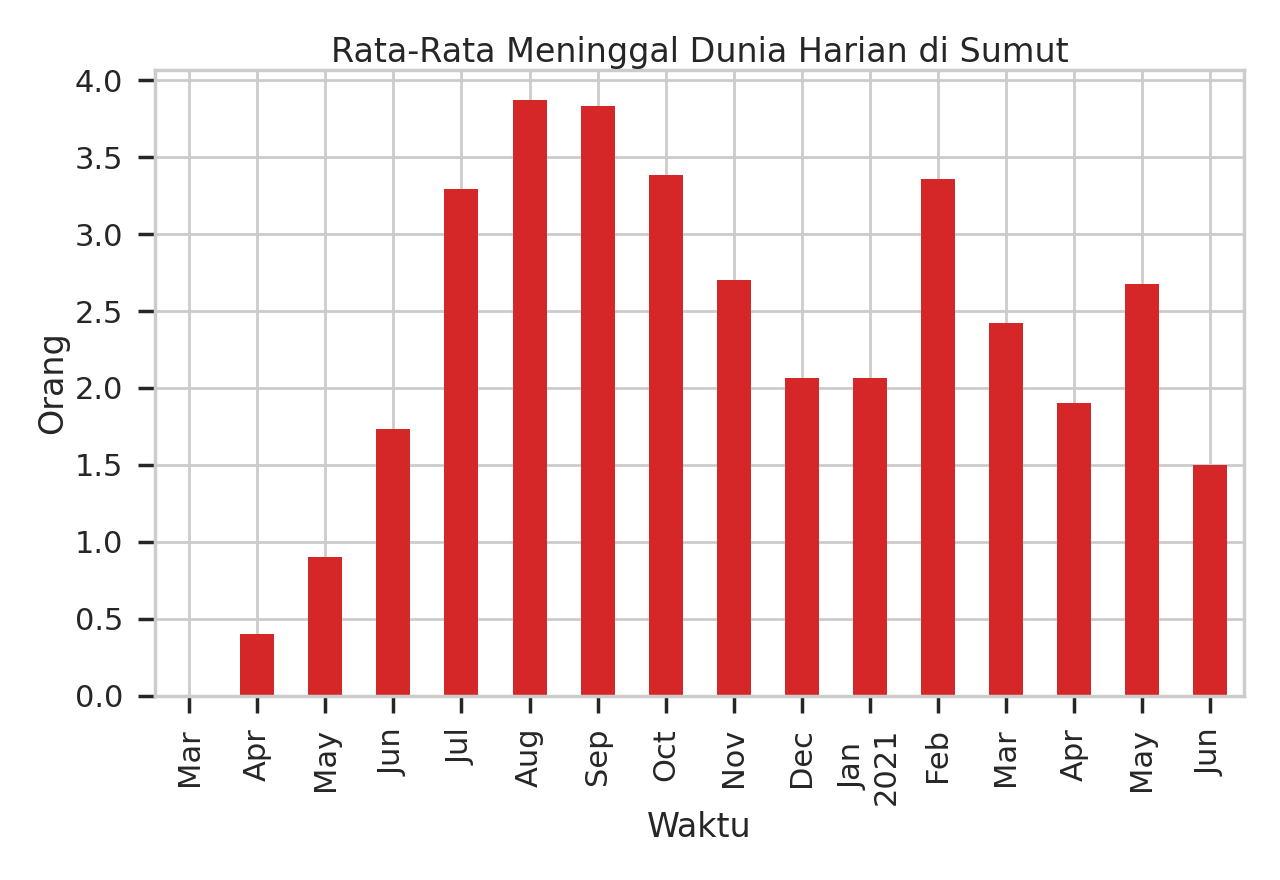 Rata-Rata Meninggal Dunia Harian di Sumut
4.0
3.5
3.0
2.5
2.0
1.5
1.0
0.5
0.0
Orang
Mar
Apr
May
Jun
Jul
Aug
Sep
Oct
Nov
Dec
Jan
2021
Feb
Mar
Apr
May
Jun
Waktu